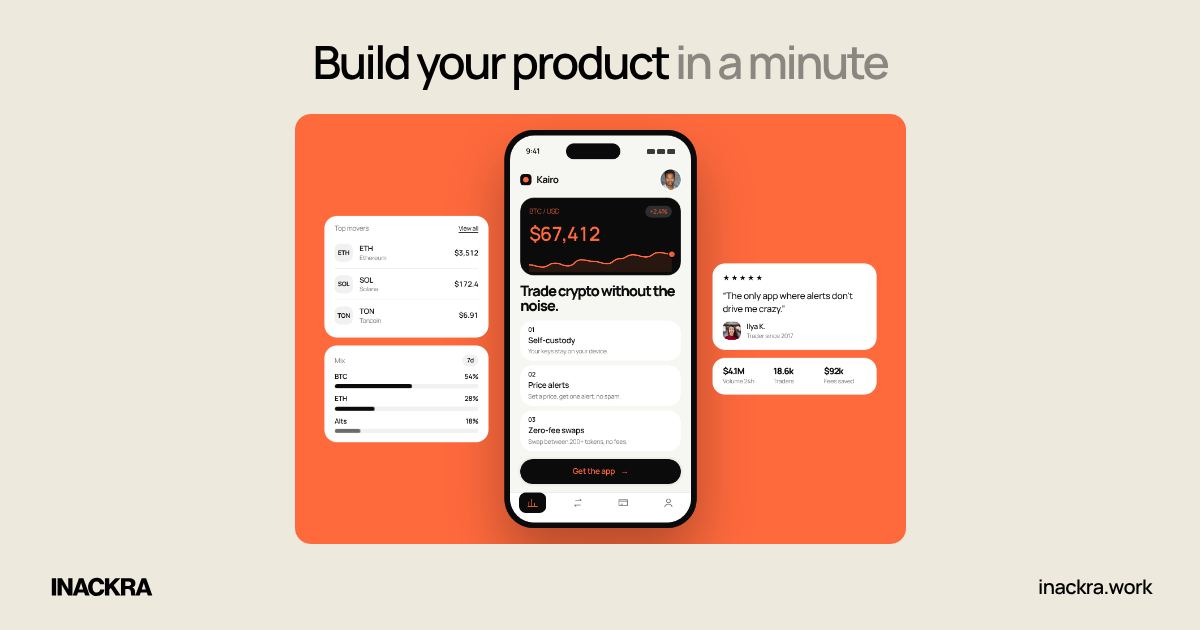 Build your product in a minute
9:41
Kairo
BTC / USD
+2.4%
$67,412
Trade crypto without the
noise.
01
Self-custody
Your keys stay on your device.
02
Price alerts
Set a price, get one alert, no spam.
03
Zero-fee swaps
Swap between 200+ tokens, no fees.
Get the app →
Top movers
View all
ETH
ETH
Ethereum
$3,512
SOL
SOL
Solana
$172.4
TON
TON
Toncoin
$6.91
Mix
7d
BTC
54%
ETH
28%
Alts
18%
★ ★ ★ ★ ★
"The only app where alerts don't
drive me crazy."
Ilya K.
Trader since 2017
$4.1M
Volume 24h
18.6k
Traders
$92k
Fees saved
INACKRA
inackra.work